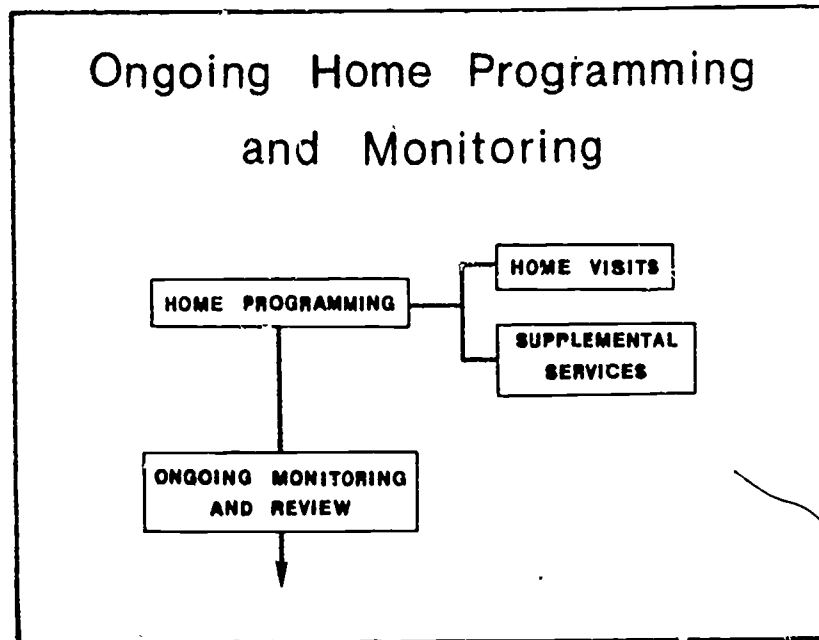 Ongoing Home Programming
and Monitoring
HOME PROGRAMMING
HOME VISITS
SUPPLEMENTAL
SERVICES
ONGOING MONITORING
AND REVIEW